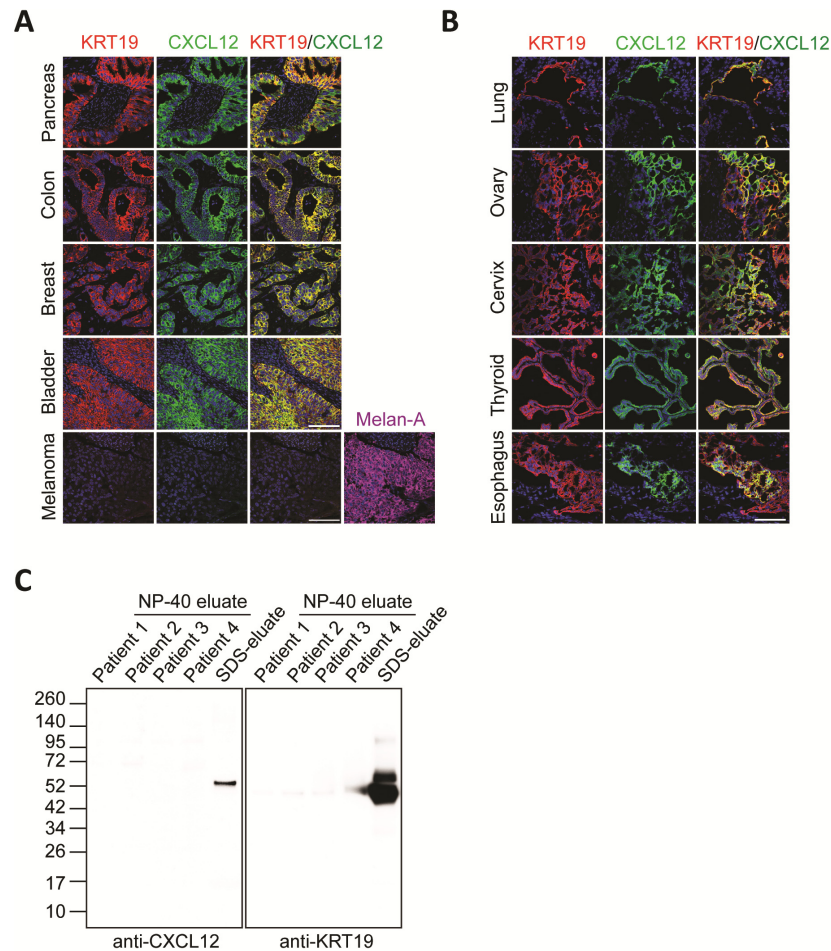 A
KRT19 CXCL12 KRT19/CXCL12
Pancreas
Colon
Breast
Bladder
Melan-A
Melanoma
B
KRT19 CXCL12 KRT19/CXCL12
Lung
Ovary
Cervix
Thyroid
Esophagus
C
NP-40 eluate NP-40 eluate
Patient 1 Patient 2 Patient 3 Patient 4 SDS-eluate Patient 1 Patient 2 Patient 3 Patient 4 SDS-eluate
260
140
95
72
52
42
34
26
17
10
anti-CXCL12 anti-KRT19